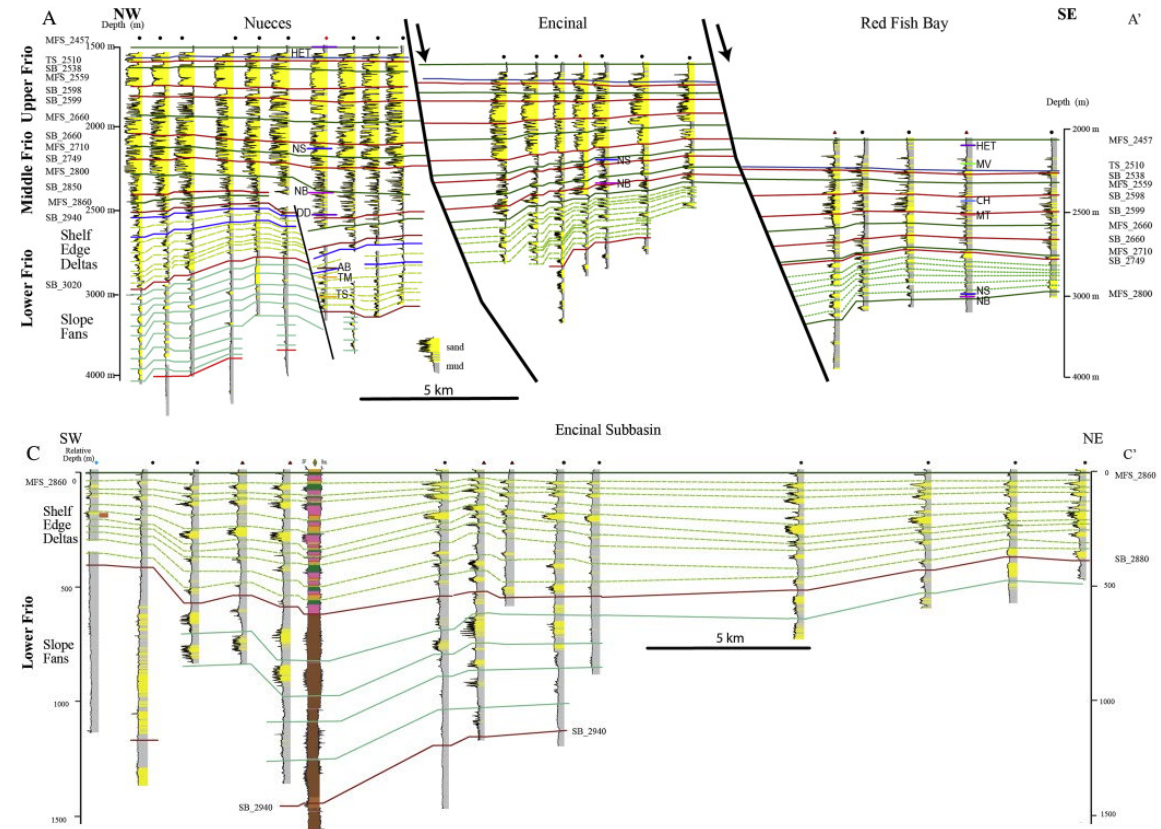 A
NW
Nueces
Encinal
Red Fish Bay
SE
A'
Depth (m)
MFS_2457
1500 m
HET
TS_2510
SB_2538
MFS_2559
SB_2598
SB_2599
MFS_2660
2000 m
SB_2660
MFS_2710
NS
SB_2749
MFS_2800
SB_2850
NB
MFS_2860
2500 m
DD
SB_2940
Shelf
Edge
Deltas
AB
TM
SB_3020
3000 m
TS
Slope
Fans
4000 m
Upper Frio
Middle Frio
Lower Frio
sand
mud
5 km
NS
NB
Depth (m)
2000 m
MFS_2457
HET
MV
TS_2510
SB_2538
MFS_2559
SB_2598
CH
SB_2599
MT
2500 m
MFS_2660
SB_2660
MFS_2710
SB_2749
NS
MFS_2800
NB
3000 m
4000 m
Encinal Subbasin
SW
NE
C
Relative
Depth (m)
C'
MFS_2860
0
0
MFS_2860
Shelf
Edge
Deltas
SB_2880
500
500
Lower Frio
Slope
Fans
5 km
1000
1000
SB_2940
SB_2940
1500
1500